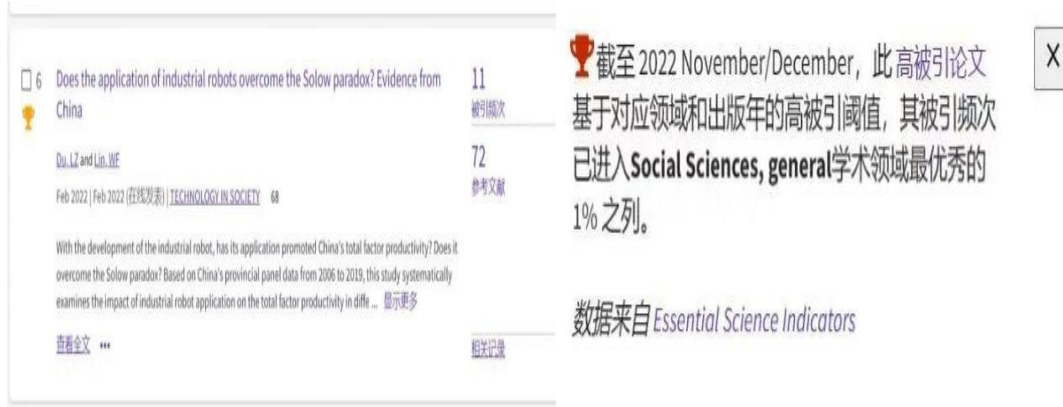 6 Does the application of industrial robots overcome the Solow paradox? Evidence from
China
Du, LZ and Lin, WF
Feb 2022 | Feb 2022 (在线发表) | TECHNOLOGY IN SOCIETY 68
With the development of the industrial robot, has its application promoted China's total factor productivity? Does it
overcome the Solow paradox? Based on China's provincial panel data from 2006 to 2019, this study systematically
examines the impact of industrial robot application on the total factor productivity in diffe ... 显示更多
查看全文 •••
11
被引频次
72
参考文献
相关记录
截至 2022 November/December，此高被引论文
基于对应领域和出版年的高被引阈值，其被引频次
已进入Social Sciences, general学术领域最优秀的
1% 之列。
数据来自 Essential Science Indicators
×